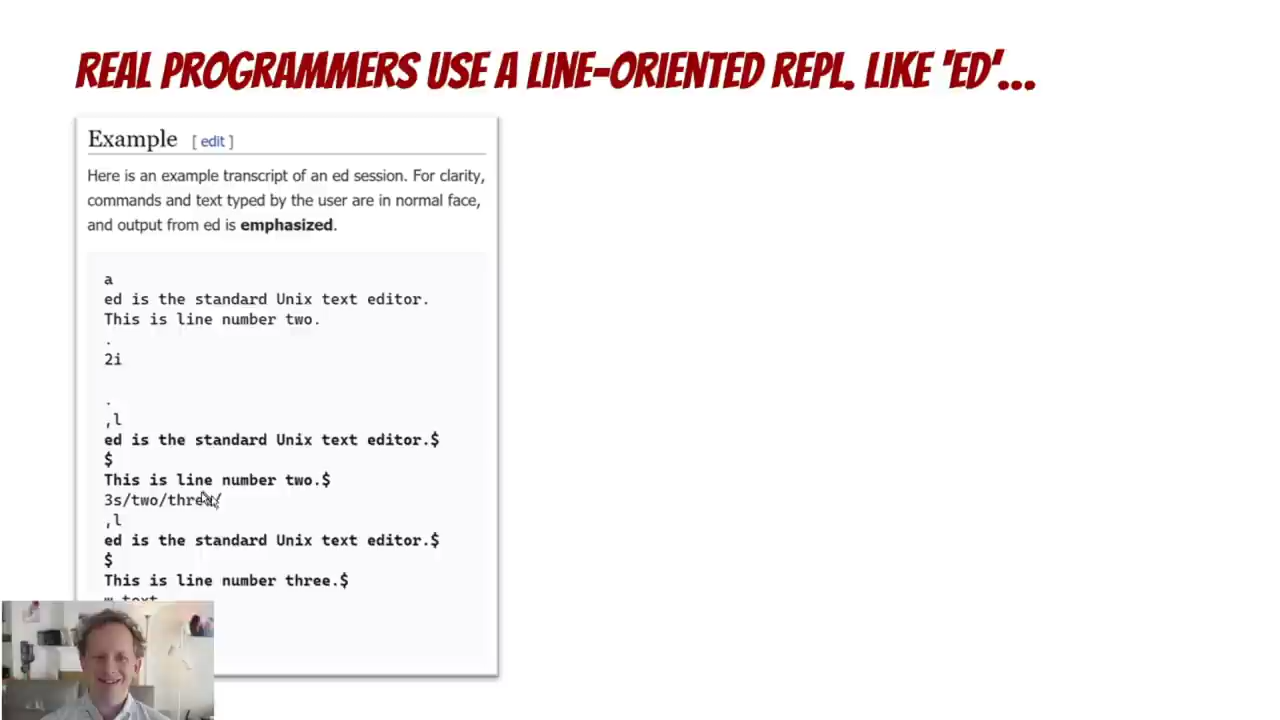 REAL PROGRAMMERS USE A LINE-ORIENTED REPL. LIKE 'ED'...
Example [ edit ]
Here is an example transcript of an ed session. For clarity,
commands and text typed by the user are in normal face,
and output from ed is emphasized.
a
ed is the standard Unix text editor.
This is line number two.
.
2i
.
,l
ed is the standard Unix text editor.$
$
This is line number two.$
3s/two/three/
,l
ed is the standard Unix text editor.$
$
This is line number three.$
w text